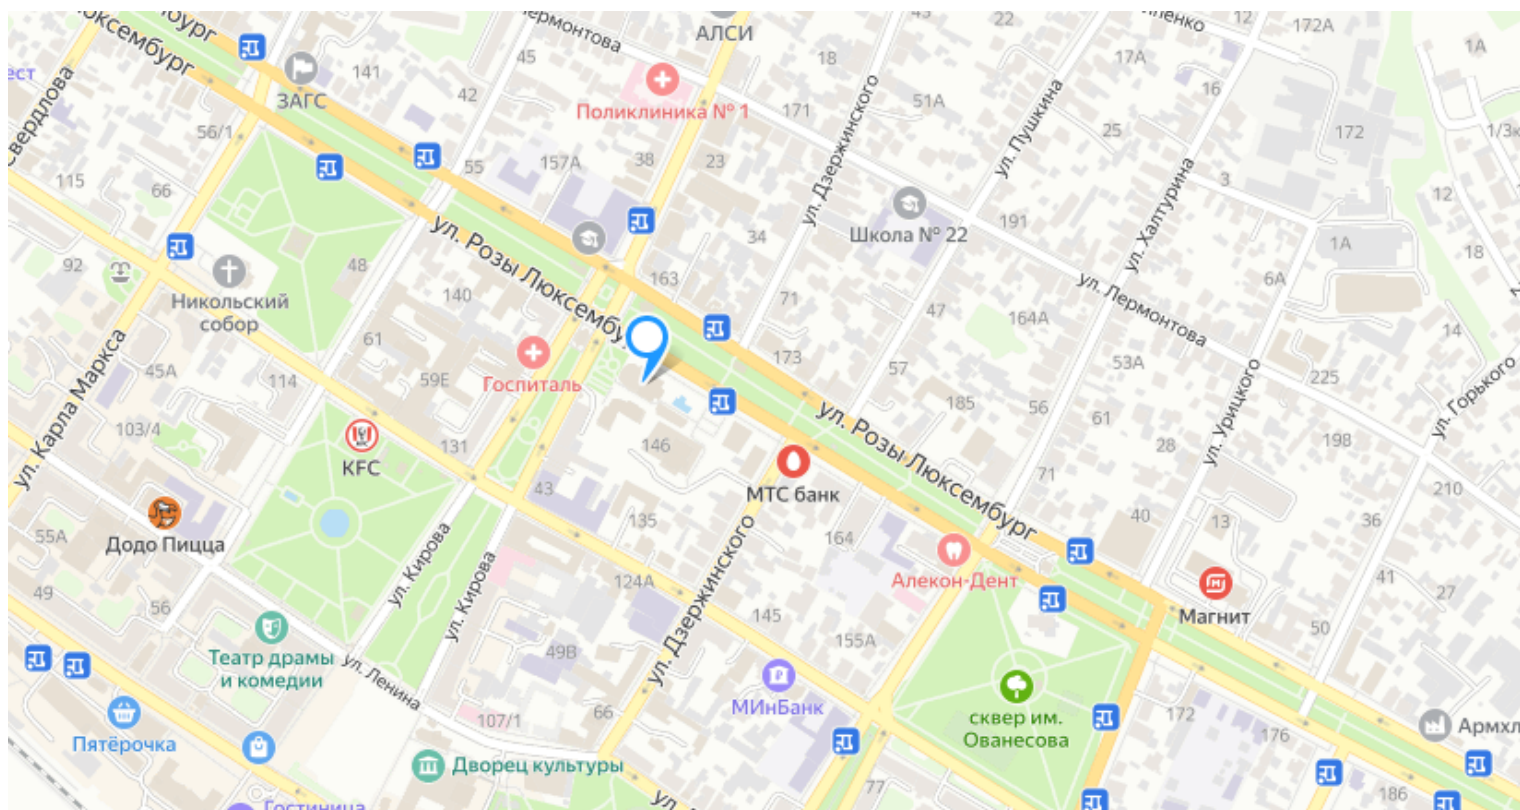 АЛСИ
Лермонтова
43
22
12
172А
1А
ул. Розы Люксембург
45
141
ЗАГС
42
Поликлиника № 1
18
17А
171
51А
16
ул. Пушкина
ул. Дзержинского
56/1
25
172
115
66
55
157А
38
23
3
12
Школа № 22
191
ул. Халтурина
34
1А
18
92
48
Никольский
собор
140
163
71
47
164А
6А
ул. Лермонтова
14
61
173
57
53А
ул. Карла Маркса
45А
114
59Е
Госпиталь
225
ул. Горького
185
56
61
ул. Урицкого
ул. Розы Люксембург
103/4
KFC
131
146
28
198
71
МТС банк
43
210
Додо Пицца
55А
135
164
40
13
36
ул. Кирова
ул. Кирова
ул. Дзержинского
Алекон-Дент
124А
41
27
49
56
145
Магнит
50
155А
Театр драмы
и комедии
49В
ул. Ленина
МИнБанк
сквер им.
Ованесова
107/1
66
172
176
Пятёрочка
Дворец культуры
77
186
Гостиница